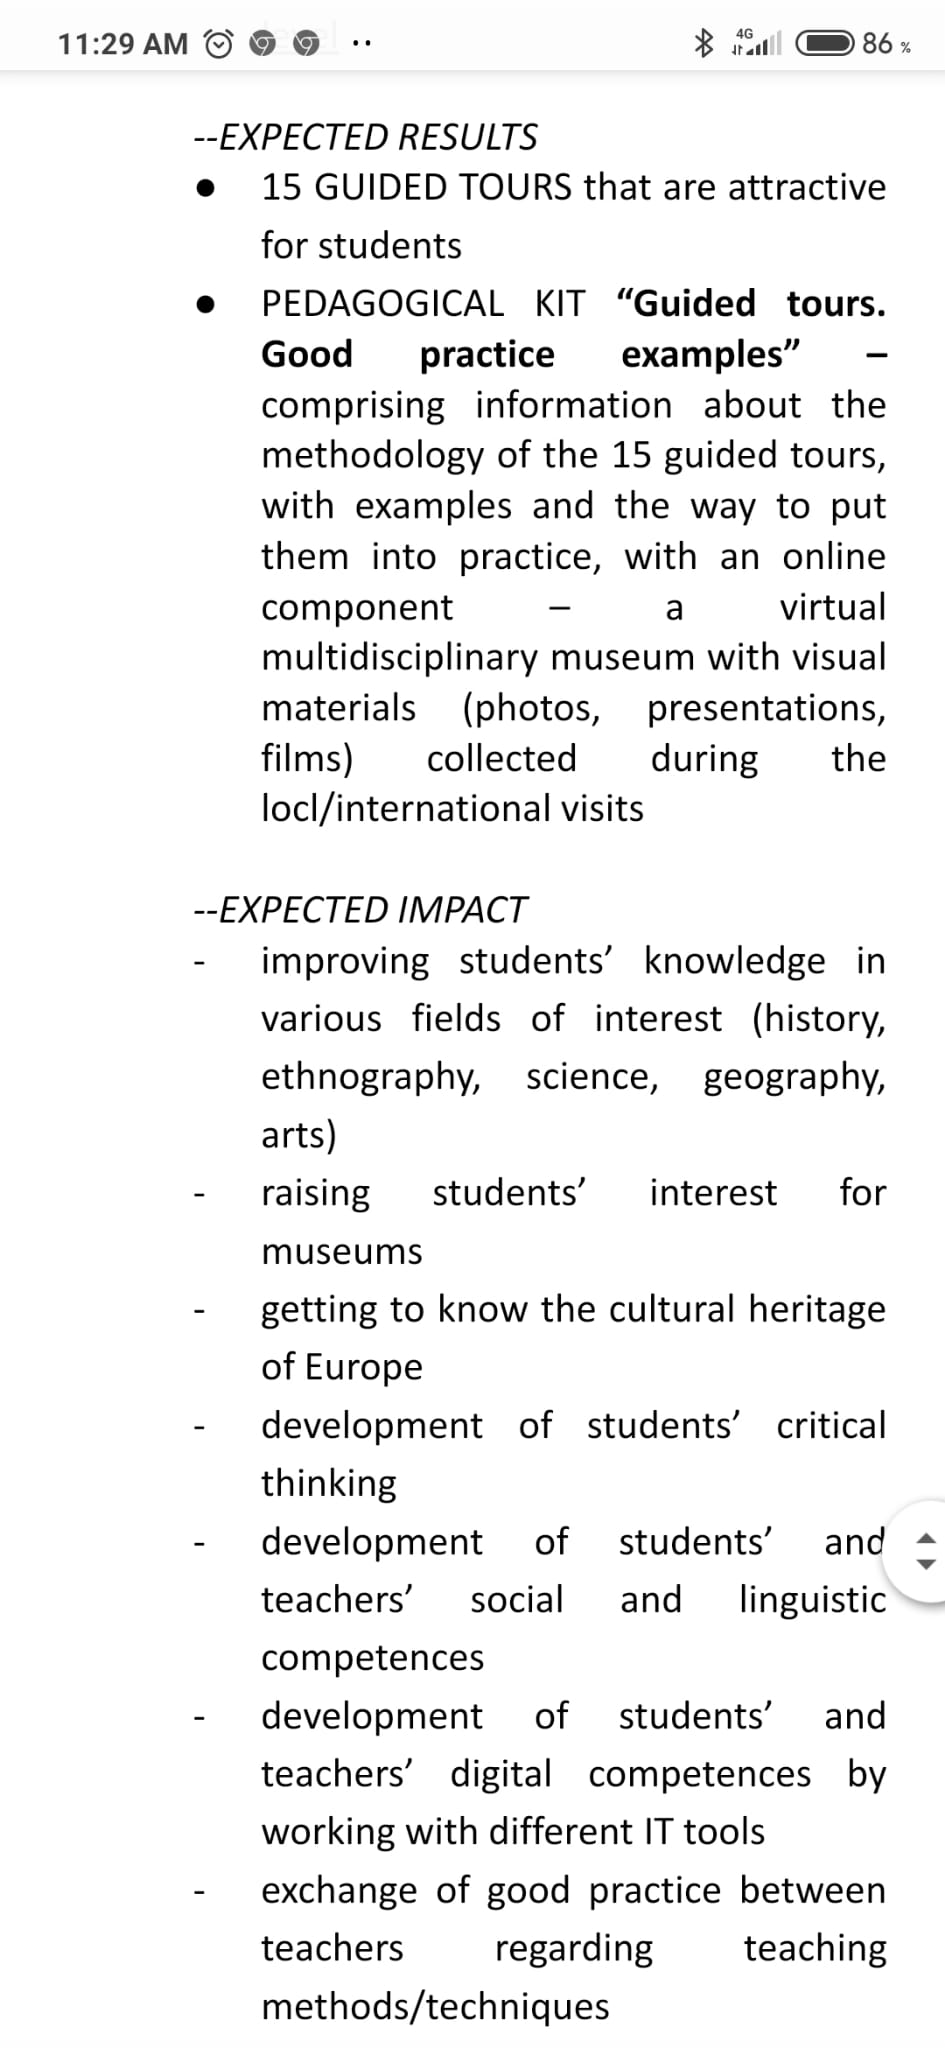 11:29 AM
4G
86 %
--EXPECTED RESULTS
● 15 GUIDED TOURS that are attractive
for students
● PEDAGOGICAL KIT “Guided tours.
Good practice examples” –
comprising information about the
methodology of the 15 guided tours,
with examples and the way to put
them into practice, with an online
component – a virtual
multidisciplinary museum with visual
materials (photos, presentations,
films) collected during the
locl/international visits
--EXPECTED IMPACT
- improving students’ knowledge in
various fields of interest (history,
ethnography, science, geography,
arts)
- raising students’ interest for
museums
- getting to know the cultural heritage
of Europe
- development of students’ critical
thinking
- development of students’ and
teachers’ social and linguistic
competences
- development of students’ and
teachers’ digital competences by
working with different IT tools
- exchange of good practice between
teachers regarding teaching
methods/techniques